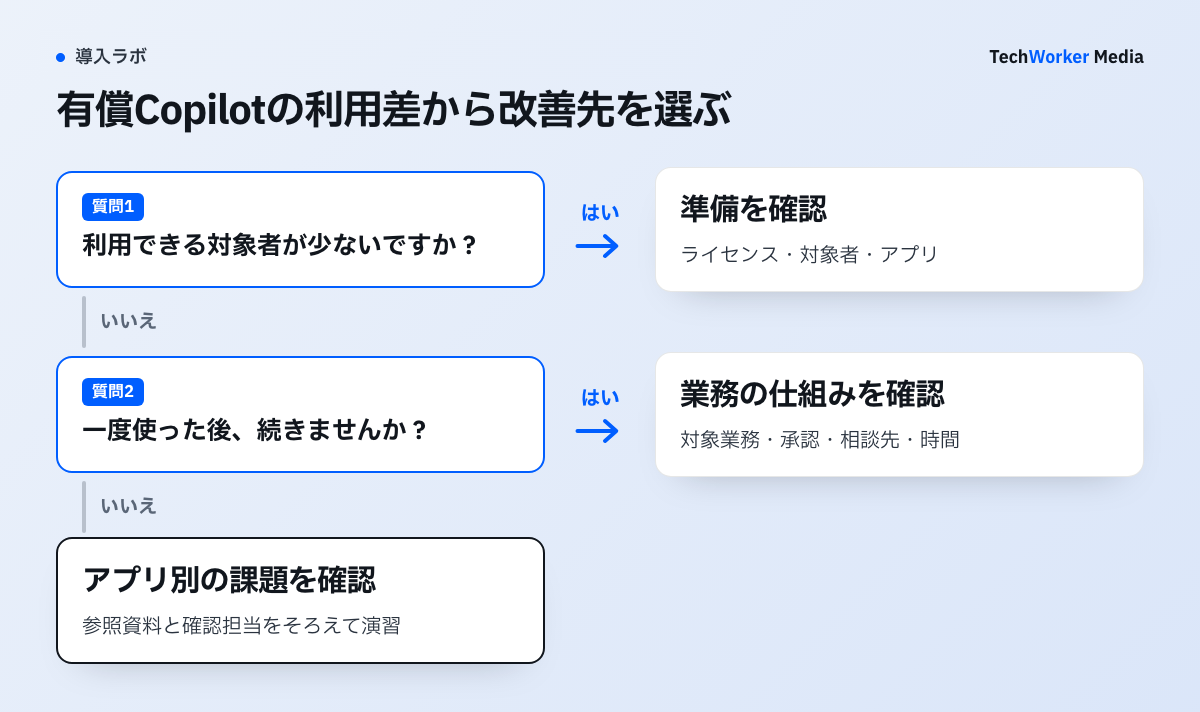 導入ラボ
TechWorker Media
有償Copilotの利用差から改善先を選ぶ
質問1
利用できる対象者が少ないですか？
はい
準備を確認
ライセンス・対象者・アプリ
いいえ
質問2
一度使った後、続きませんか？
はい
業務の仕組みを確認
対象業務・承認・相談先・時間
いいえ
アプリ別の課題を確認
参照資料と確認担当をそろえて演習